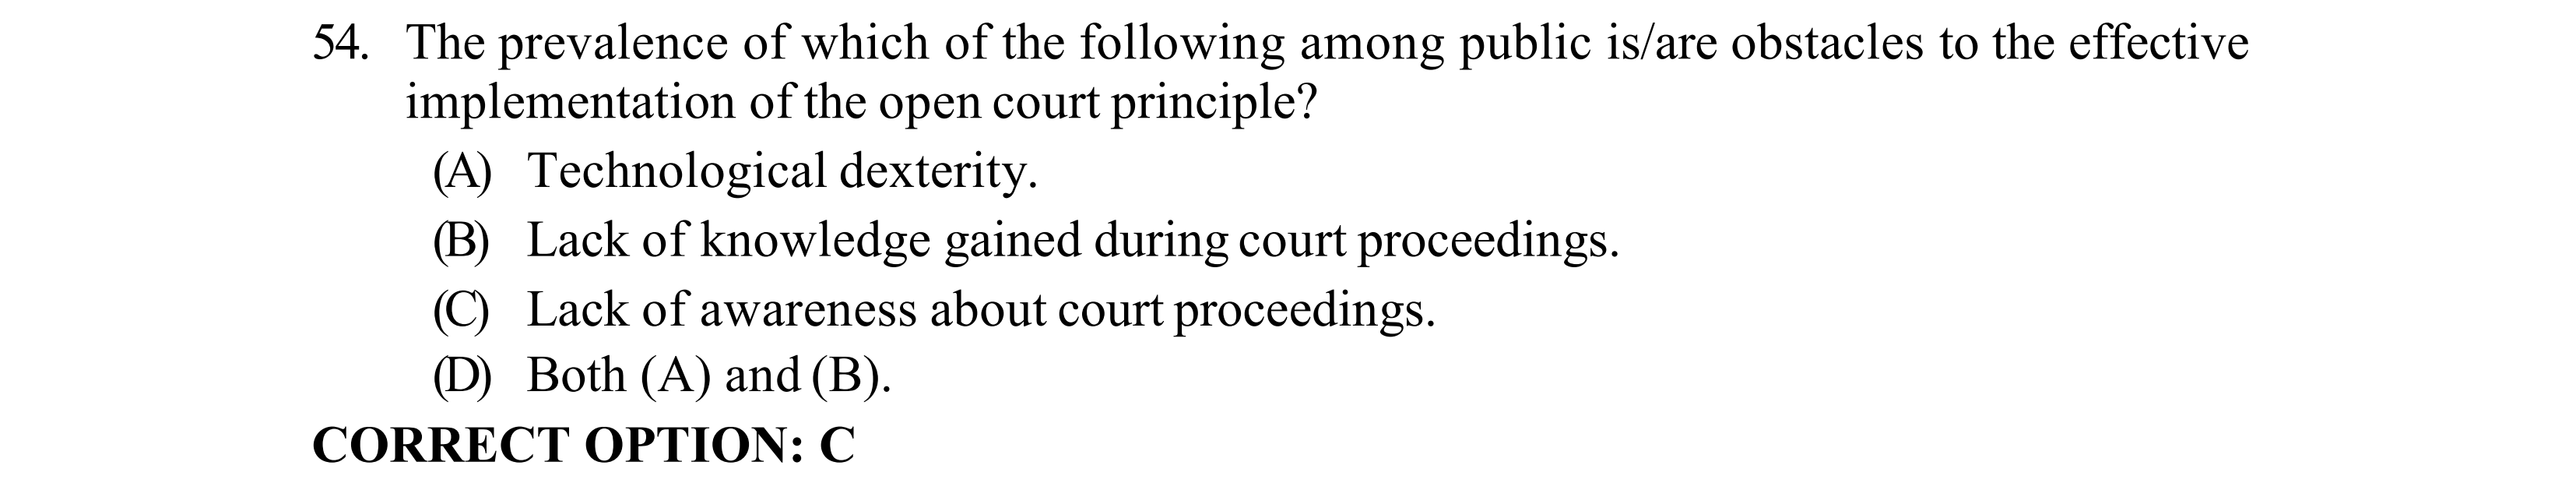 54. The prevalence of which of the following among public is/are obstacles to the effective
implementation of the open court principle?
(A) Technological dexterity.
(B) Lack of knowledge gained during court proceedings.
(C) Lack of awareness about court proceedings.
(D) Both (A) and (B).
CORRECT OPTION: C